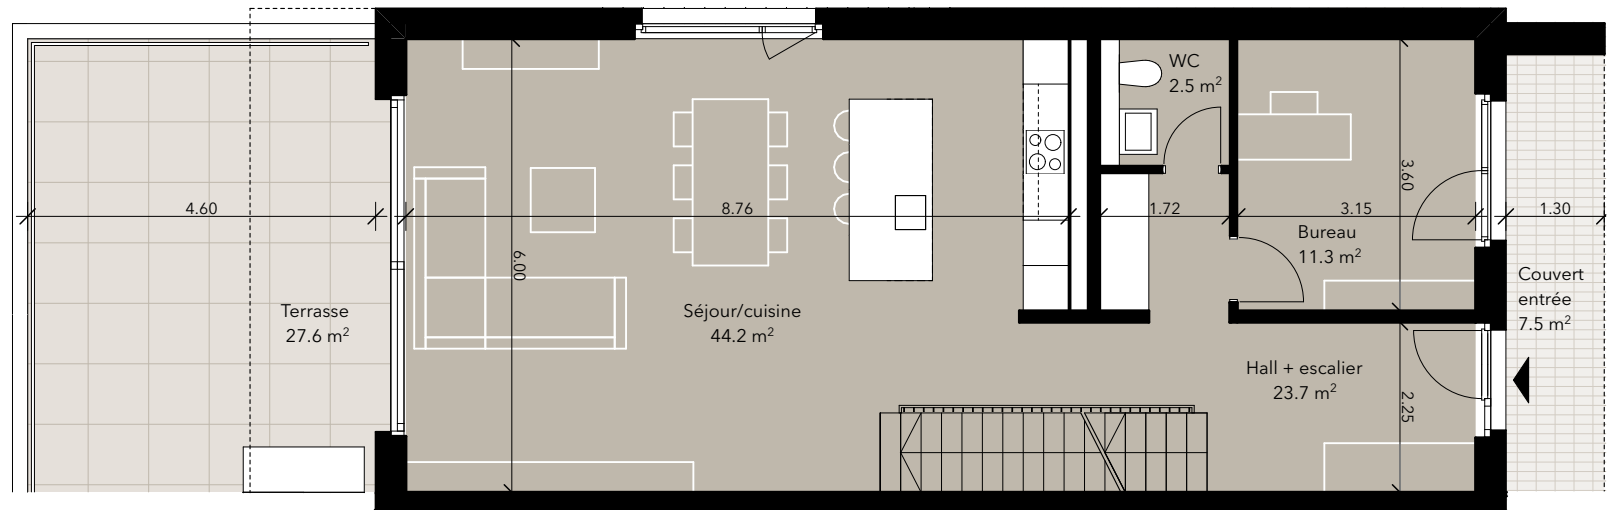 WC
2.5 m²
4.60
8.76
1.72
3.15
1.30
3.60
6.00
Bureau
11.3 m²
Couvert
entrée
7.5 m²
Terrasse
27.6 m²
Séjour/cuisine
44.2 m²
Hall + escalier
23.7 m²
2.25